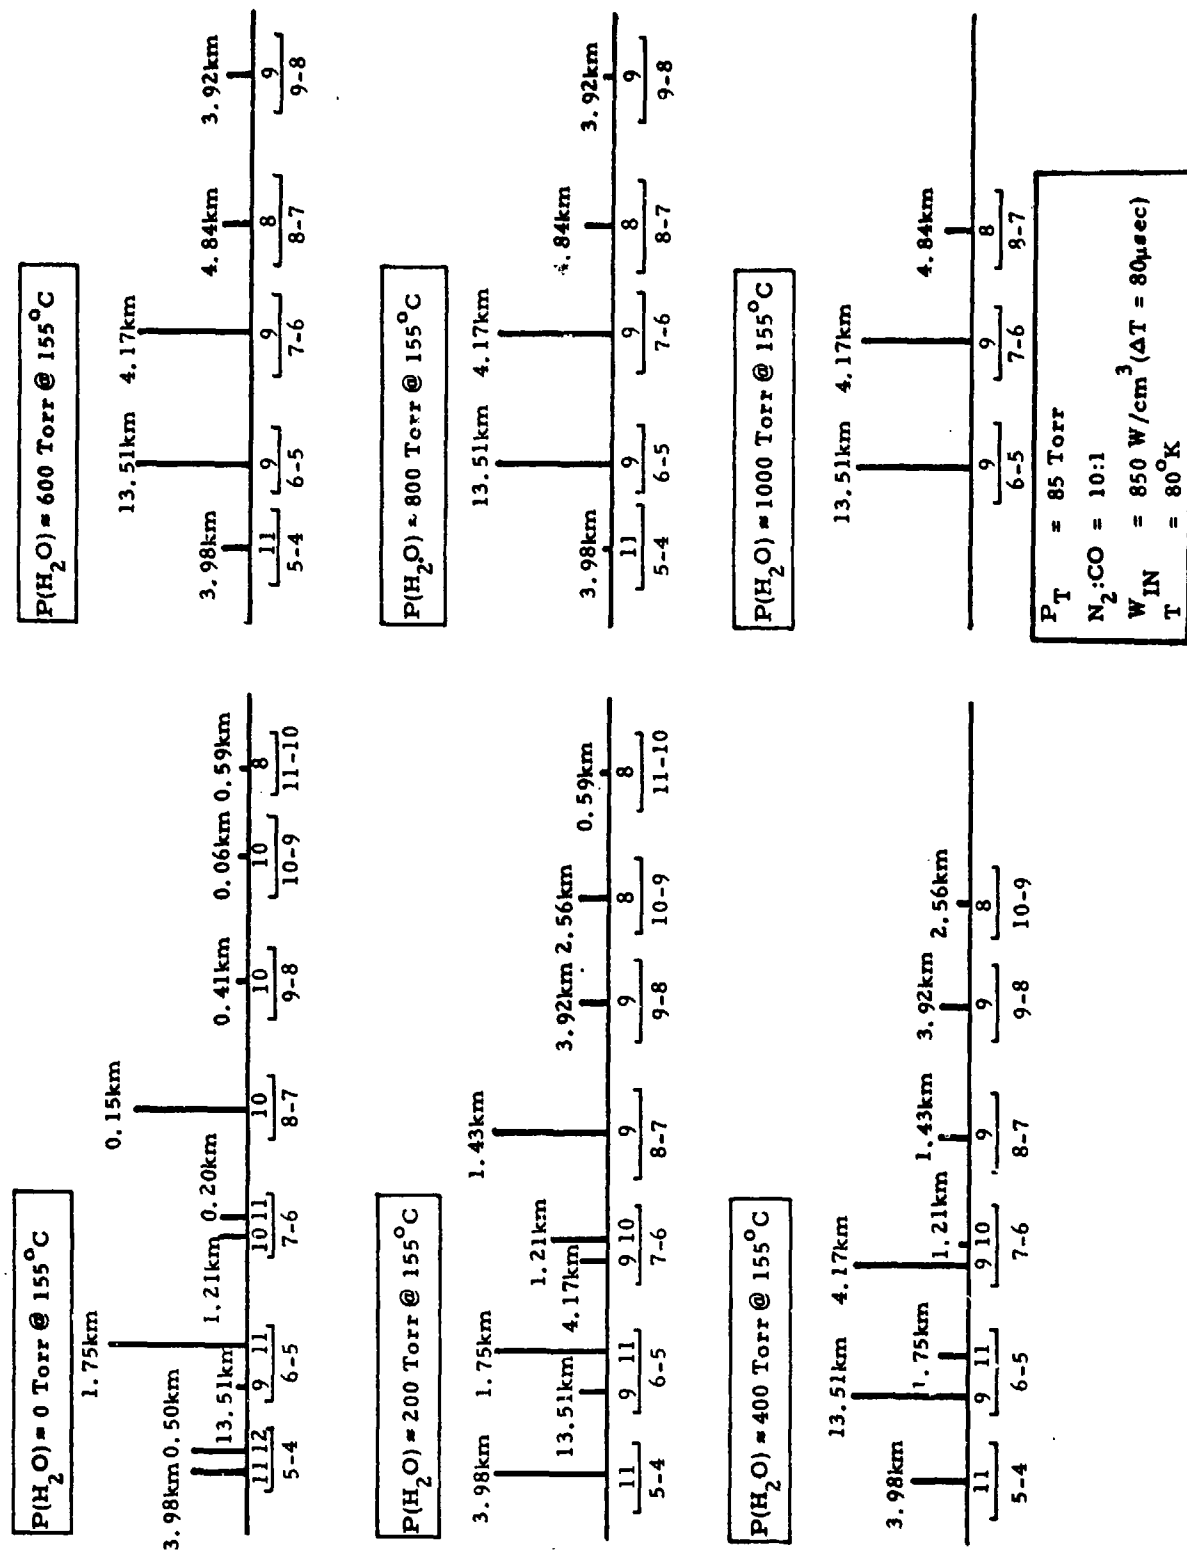 P(H2O) ≈ 0 Torr @ 155°C
1.75km
0.15km
3.98km 0.50km
13.51km
1.21km
0.20km
0.41km
0.06km
0.59km
11 12
9 11
10 11
10
10
10
8
5-4
6-5
7-6
8-7
9-8
10-9
11-10
P(H2O) ≈ 200 Torr @ 155°C
3.98km
1.75km
1.43km
13.51km
4.17km
1.21km
3.92km
2.56km
0.59km
11
9 11
9 10
9
9
8
8
5-4
6-5
7-6
8-7
9-8
10-9
11-10
P(H2O) ≈ 400 Torr @ 155°C
13.51km
4.17km
3.98km
1.75km
1.21km
1.43km
3.92km
2.56km
11
9 11
9 10
9
9
8
5-4
6-5
7-6
8-7
9-8
10-9
P(H2O) ≈ 600 Torr @ 155°C
13.51km
4.17km
3.98km
4.84km
3.92km
11
9
9
8
9
5-4
6-5
7-6
8-7
9-8
P(H2O) ~ 800 Torr @ 155°C
13.51km
4.17km
3.98km
4.84km
3.92km
11
9
9
8
9
5-4
6-5
7-6
8-7
9-8
P(H2O) ≈ 1000 Torr @ 155°C
13.51km
4.17km
4.84km
9
9
8
6-5
7-6
8-7
PT = 85 Torr
N2:CO = 10:1
WIN = 850 W/cm3 (ΔT = 80μsec)
T = 80°K